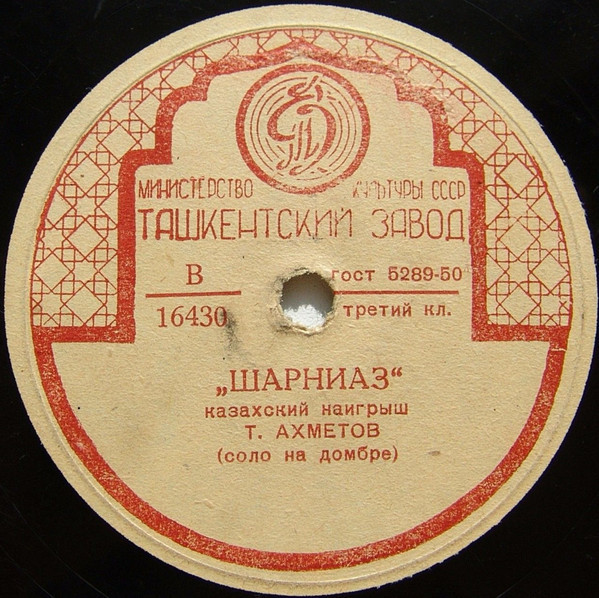 МИНИСТЕРСТВО КУЛЬТУРЫ СССР
ТАШКЕНТСКИЙ ЗАВОД
В
16430
гост 5289-50
третий кл.
„ШАРНИАЗ“
казахский наигрыш
Т. АХМЕТОВ
(соло на домбре)